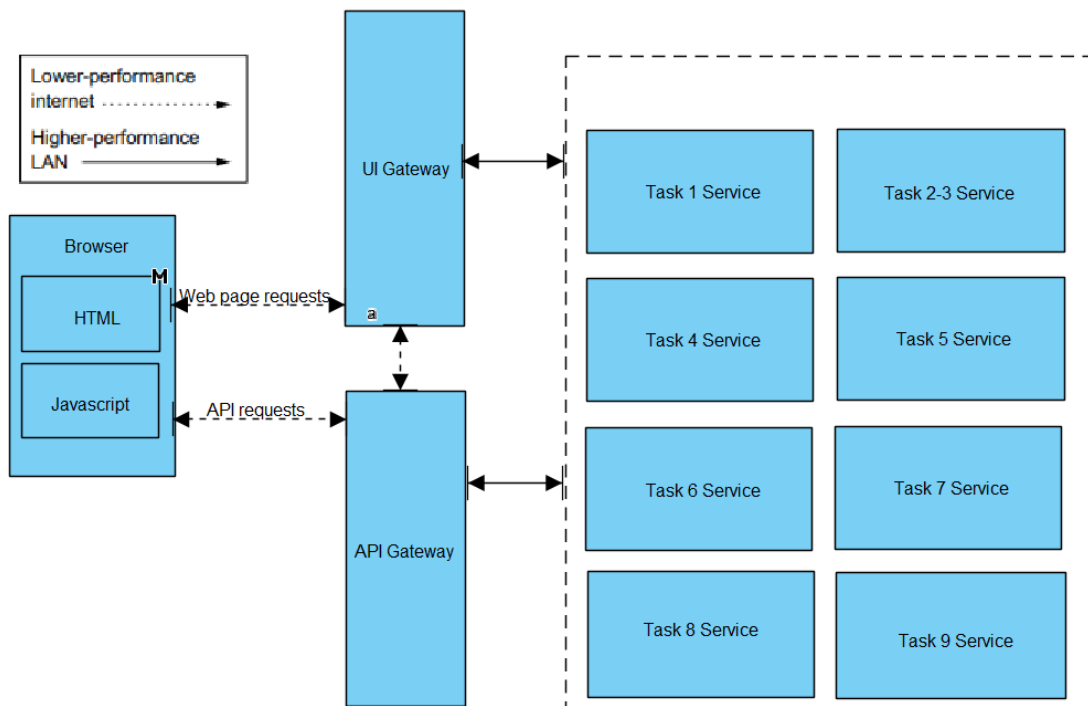 Lower-performance
internet
Higher-performance
LAN
UI Gateway
Task 1 Service
Task 2-3 Service
Browser
M
HTML
Web page requests
a
Task 4 Service
Task 5 Service
Javascript
API requests
Task 6 Service
Task 7 Service
API Gateway
Task 8 Service
Task 9 Service